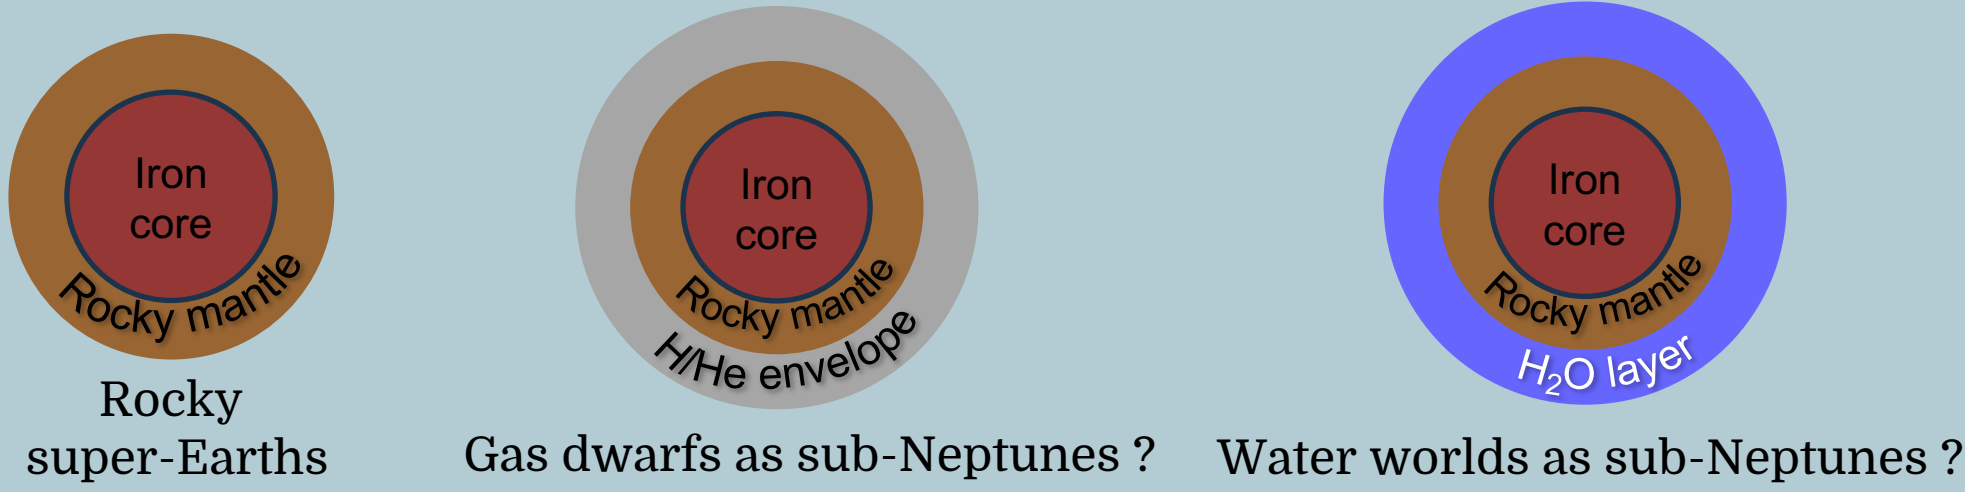 Iron
core
Rocky mantle
Rocky
super-Earths
Iron
core
Rocky mantle
H/He envelope
Gas dwarfs as sub-Neptunes ?
Iron
core
Rocky mantle
H₂O layer
Water worlds as sub-Neptunes ?